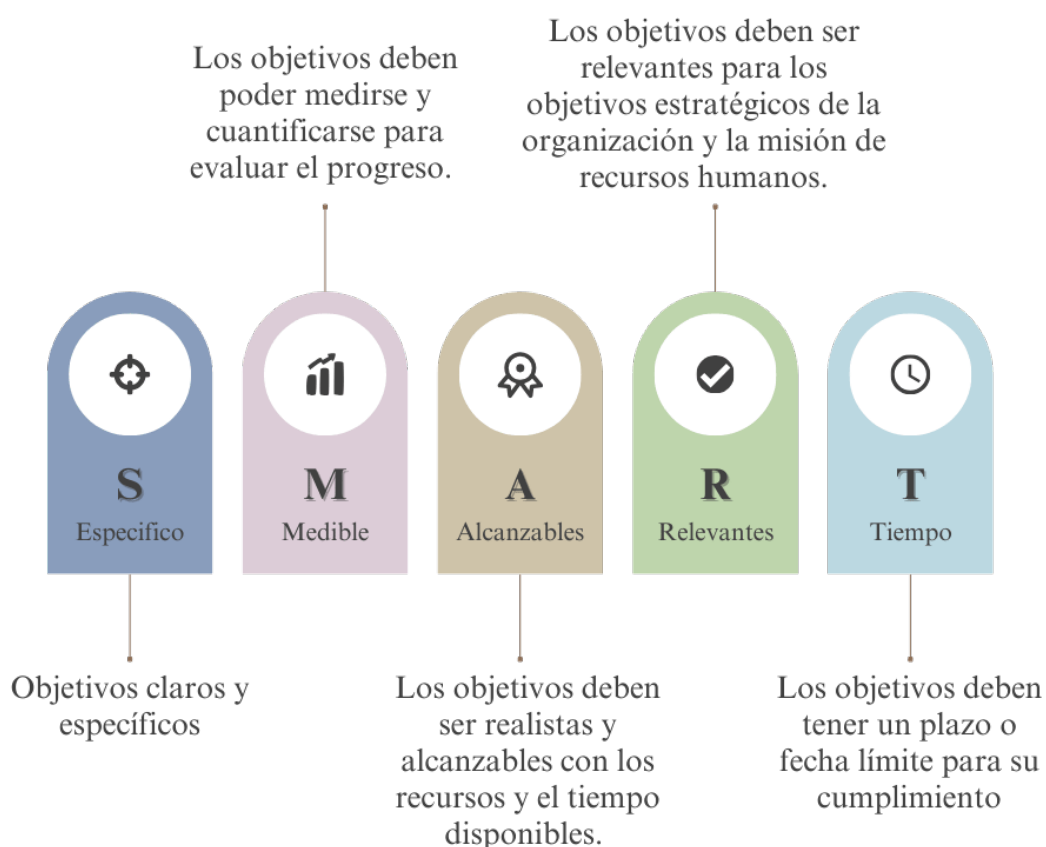 Los objetivos deben
poder medirse y
cuantificarse para
evaluar el progreso.
Los objetivos deben ser
relevantes para los
objetivos estratégicos de la
organización y la misión de
recursos humanos.
S
Especifico
M
Medible
A
Alcanzables
R
Relevantes
T
Tiempo
Objetivos claros y
específicos
Los objetivos deben
ser realistas y
alcanzables con los
recursos y el tiempo
disponibles.
Los objetivos deben
tener un plazo o
fecha límite para su
cumplimiento